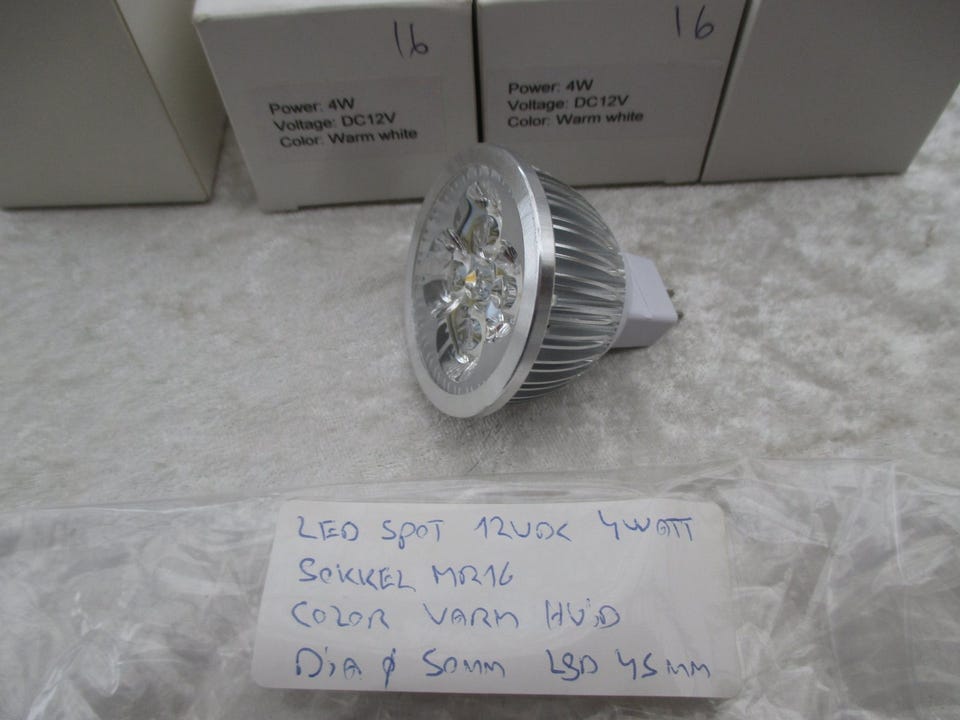 16
Power: 4W
Voltage: DC12V
Color: Warm white
16
Power: 4W
Voltage: DC12V
Color: Warm white
LED SPOT 12VDC 4WATT
SOKKEL MR16
COLOR VARM HViD
DiA ϕ 50mm LGD 45mm